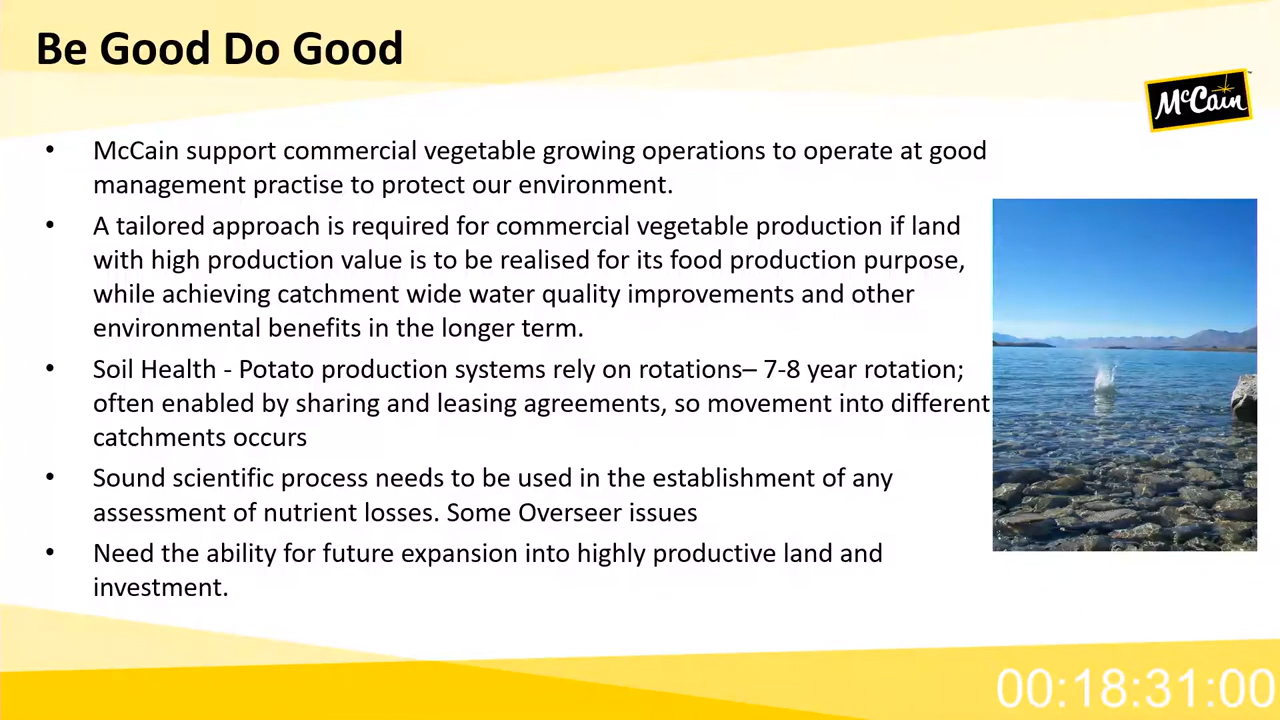 Be Good Do Good
McCain
• McCain support commercial vegetable growing operations to operate at good
management practise to protect our environment.
• A tailored approach is required for commercial vegetable production if land
with high production value is to be realised for its food production purpose,
while achieving catchment wide water quality improvements and other
environmental benefits in the longer term.
• Soil Health - Potato production systems rely on rotations– 7-8 year rotation;
often enabled by sharing and leasing agreements, so movement into different
catchments occurs
• Sound scientific process needs to be used in the establishment of any
assessment of nutrient losses. Some Overseer issues
• Need the ability for future expansion into highly productive land and
investment.
00:18:31:00